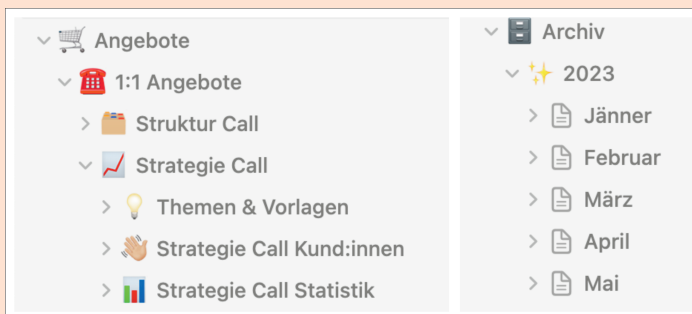 Angebote
1:1 Angebote
Struktur Call
Strategie Call
Themen & Vorlagen
Strategie Call Kund:innen
Strategie Call Statistik
Archiv
2023
Jänner
Februar
März
April
Mai